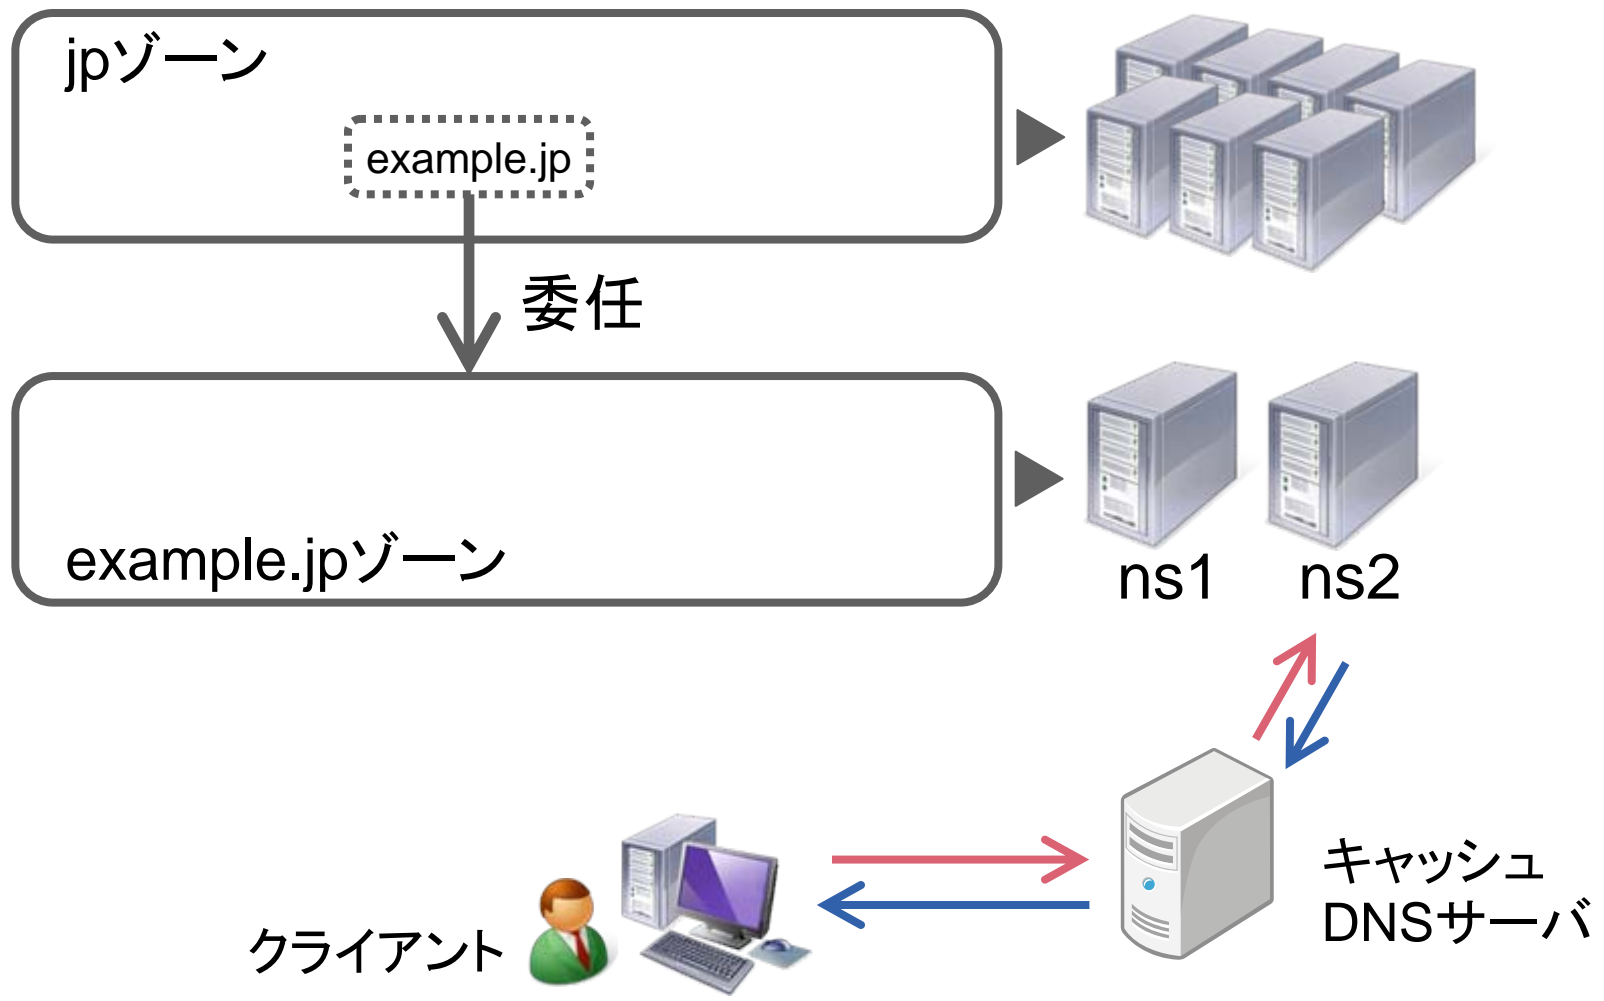 jpゾーン
example.jp
委任
example.jpゾーン
ns1
ns2
クライアント
キャッシュ
DNSサーバ